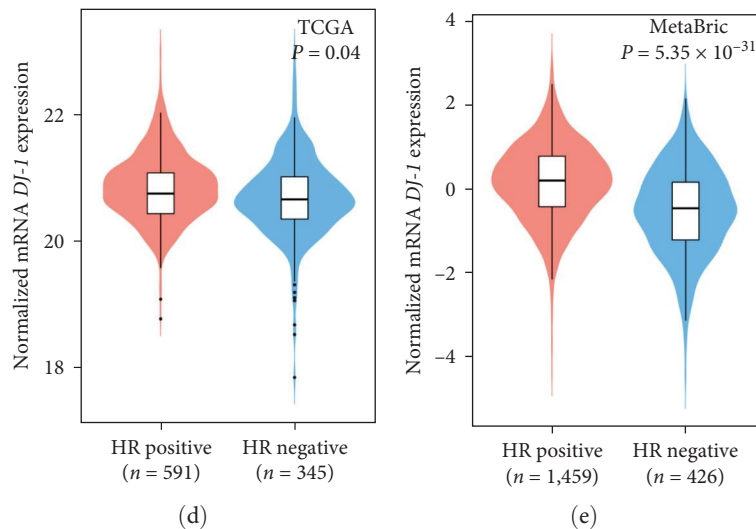 TCGA
P = 0.04
Normalized mRNA DJ-1 expression
22
20
18
HR positive
(n = 591)
HR negative
(n = 345)
(d)
MetaBric
P = 5.35 × 10⁻³¹
Normalized mRNA DJ-1 expression
4
2
0
−2
−4
HR positive
(n = 1,459)
HR negative
(n = 426)
(e)